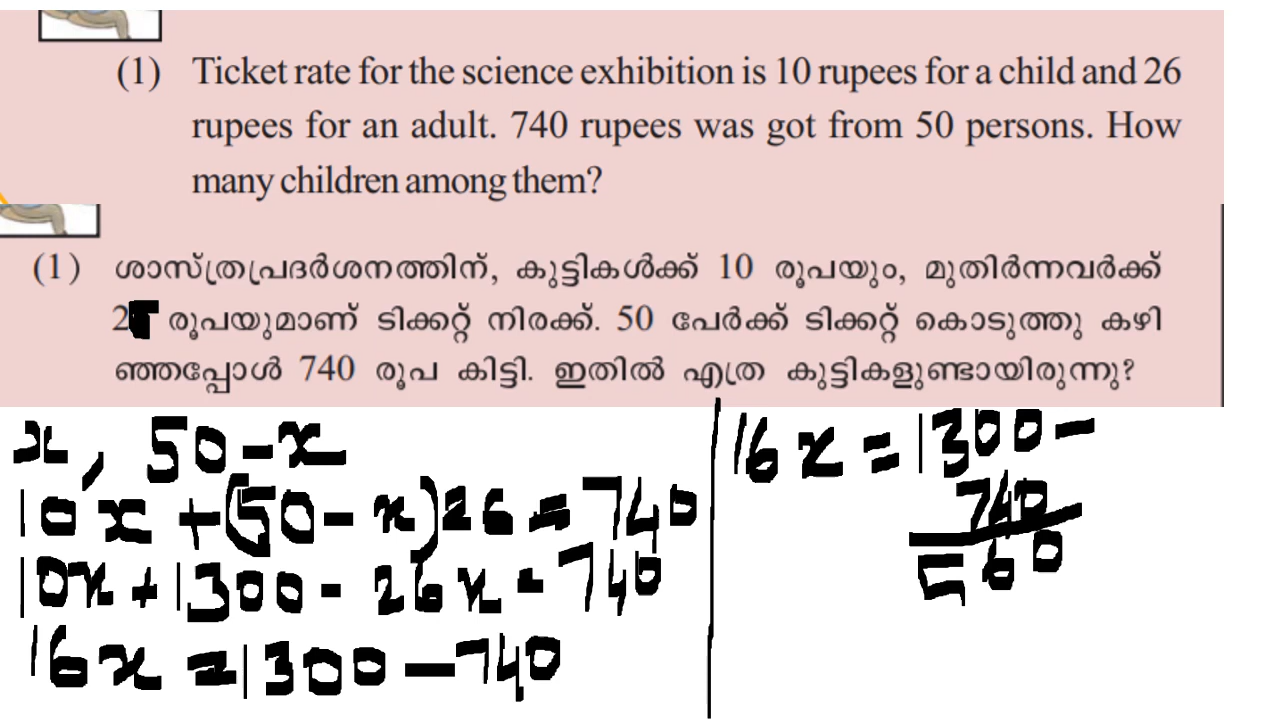 (1) Ticket rate for the science exhibition is 10 rupees for a child and 26
rupees for an adult. 740 rupees was got from 50 persons. How
many children among them?
(1) ശാസ്ത്രപ്രദർശനത്തിന്, കുട്ടികൾക്ക് 10 രൂപയും, മുതിർന്നവർക്ക്
2 രൂപയുമാണ് ടിക്കറ്റ് നിരക്ക്. 50 പേർക്ക് ടിക്കറ്റ് കൊടുത്തു കഴി
ഞ്ഞപ്പോൾ 740 രൂപ കിട്ടി. ഇതിൽ എത്ര കുട്ടികളുണ്ടായിരുന്നു?
x, 50-x
10x +(50-x)26=740
10x+1300-26x=740
16x=1300-740
16x=1300-
740
560